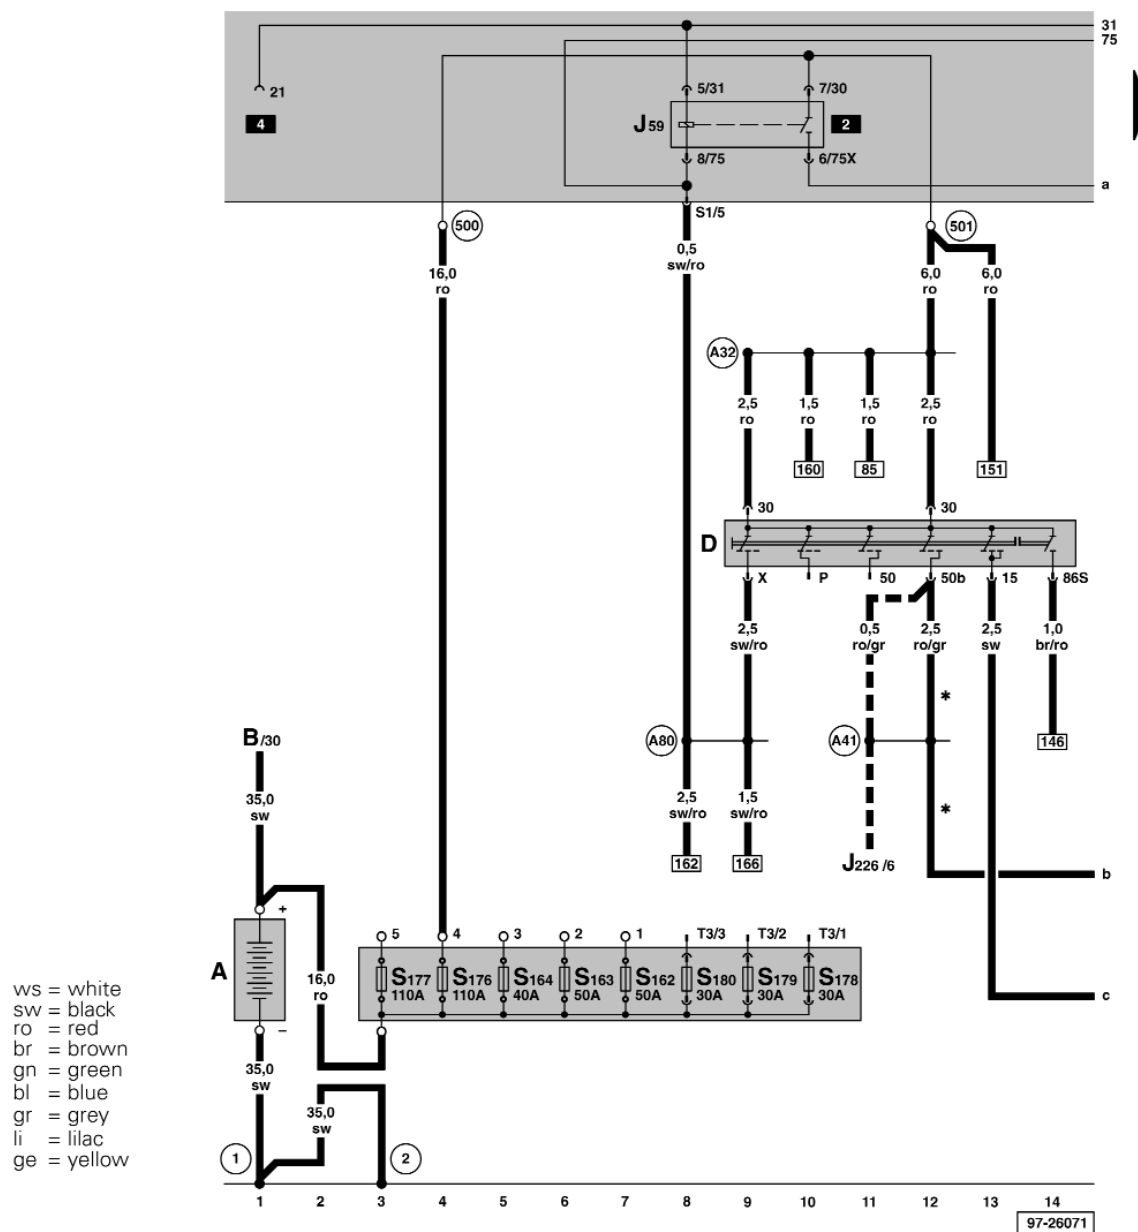 31
75
21
5/31
7/30
4
J59
2
8/75
6/75X
a
S1/5
500
501
0,5
sw/ro
16,0
ro
6,0
ro
6,0
ro
A32
2,5
ro
1,5
ro
1,5
ro
2,5
ro
160
85
151
30
30
D
X
P
50
50b
15
86S
2,5
sw/ro
0,5
ro/gr
2,5
ro/gr
2,5
sw
1,0
br/ro
*
A80
A41
146
B/30
35,0
sw
2,5
sw/ro
1,5
sw/ro
*
162
166
J226 /6
b
+
5
4
3
2
1
T3/3
T3/2
T3/1
A
S177
110A
S176
110A
S164
40A
S163
50A
S162
50A
S180
30A
S179
30A
S178
30A
16,0
ro
c
–
ws = white
sw = black
ro = red
br = brown
gn = green
bl = blue
gr = grey
li = lilac
ge = yellow
35,0
sw
35,0
sw
1
2
1 2 3 4 5 6 7 8 9 10 11 12 13 14
97-26071